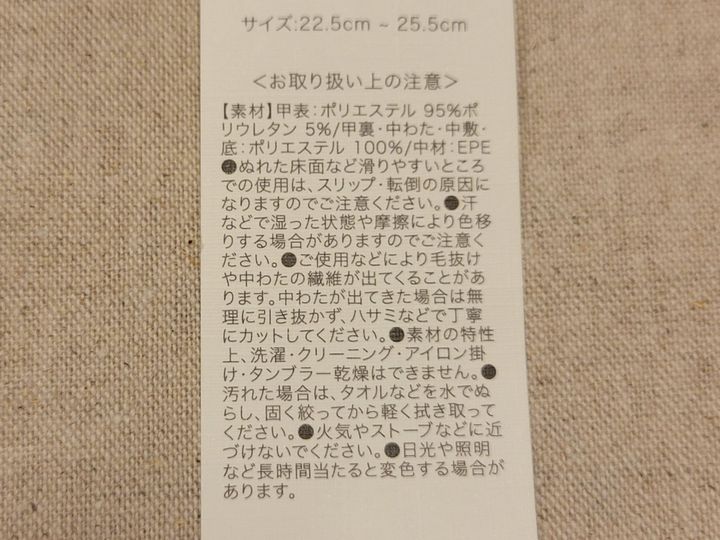 サイズ:22.5cm ~ 25.5cm
＜お取り扱い上の注意＞
【素材】甲表:ポリエステル 95%ポ
リウレタン 5%/甲裏・中わた・中敷・
底:ポリエステル 100%/中材:EPE
●ぬれた床面など滑りやすいところ
での使用は、スリップ・転倒の原因に
なりますのでご注意ください。●汗
などで湿った状態や摩擦により色移
りする場合がありますのでご注意く
ださい。●ご使用などにより毛抜け
や中わたの繊維が出てくることがあ
ります。中わたが出てきた場合は無
理に引き抜かず、ハサミなどで丁寧
にカットしてください。●素材の特性
上、洗濯・クリーニング・アイロン掛
け・タンブラー乾燥はできません。●
汚れた場合は、タオルなどを水でぬ
らし、固く絞ってから軽く拭き取って
ください。●火気やストーブなどに近
づけないでください。●日光や照明
など長時間当たると変色する場合が
あります。